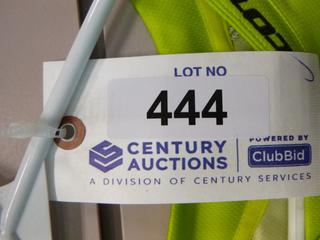 LOT NO
444
CENTURY
AUCTIONS
POWERED BY
ClubBid
A DIVISION OF CENTURY SERVICES